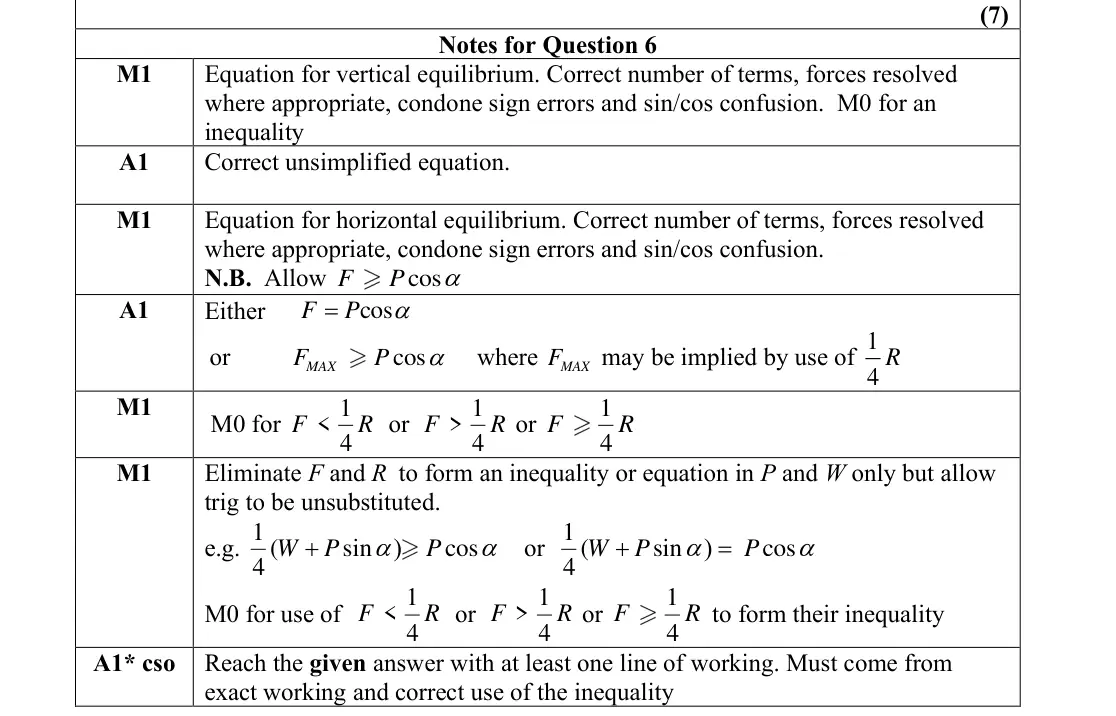 (7)
Notes for Question 6
M1 Equation for vertical equilibrium. Correct number of terms, forces resolved
where appropriate, condone sign errors and sin/cos confusion. M0 for an
inequality
A1 Correct unsimplified equation.
M1 Equation for horizontal equilibrium. Correct number of terms, forces resolved
where appropriate, condone sign errors and sin/cos confusion.
N.B. Allow F ⩾ P cos α
A1 Either F = Pcosα
or F_MAX ⩾ P cos α where F_MAX may be implied by use of 1/4 R
M1 M0 for F < 1/4 R or F > 1/4 R or F ⩾ 1/4 R
M1 Eliminate F and R to form an inequality or equation in P and W only but allow
trig to be unsubstituted.
e.g. 1/4 (W + P sin α) ⩾ P cos α or 1/4 (W + P sin α) = P cos α
M0 for use of F < 1/4 R or F > 1/4 R or F ⩾ 1/4 R to form their inequality
A1* cso Reach the given answer with at least one line of working. Must come from
exact working and correct use of the inequality